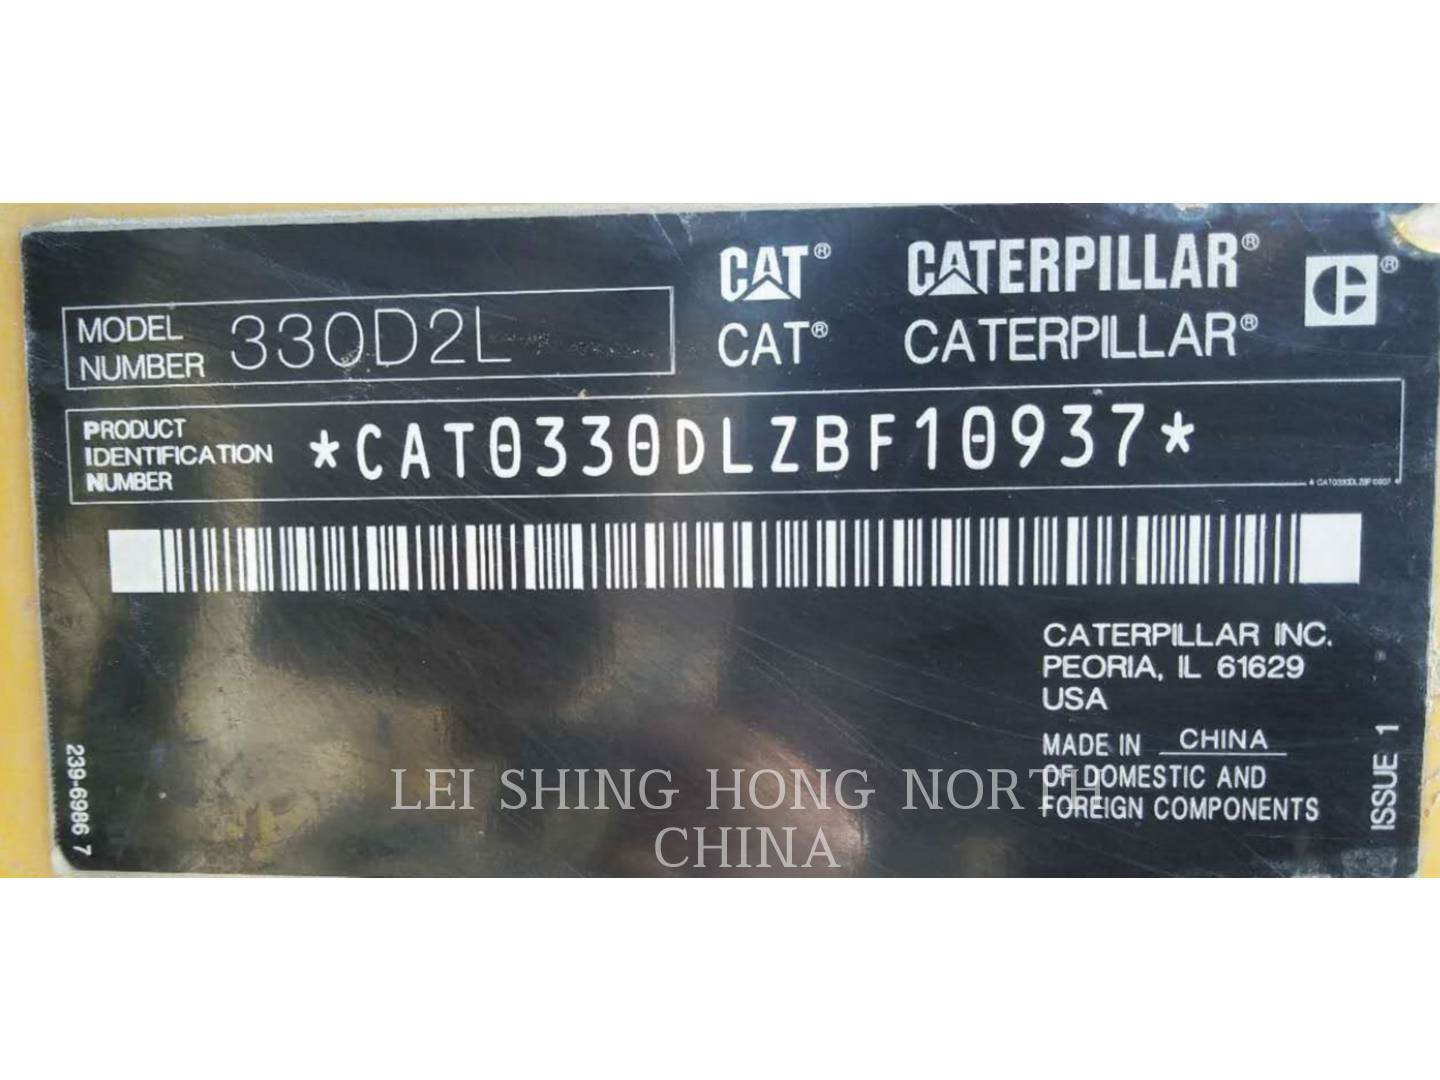 CAT® CATERPILLAR® ®
CAT® CATERPILLAR®
MODEL
NUMBER 330D2L
PRODUCT
IDENTIFICATION
NUMBER *CAT0330DLZBF10937*
CATERPILLAR INC.
PEORIA, IL 61629
USA
MADE IN CHINA
OF DOMESTIC AND
FOREIGN COMPONENTS
239-6986 7
ISSUE 1
LEI SHING HONG NORTH
CHINA